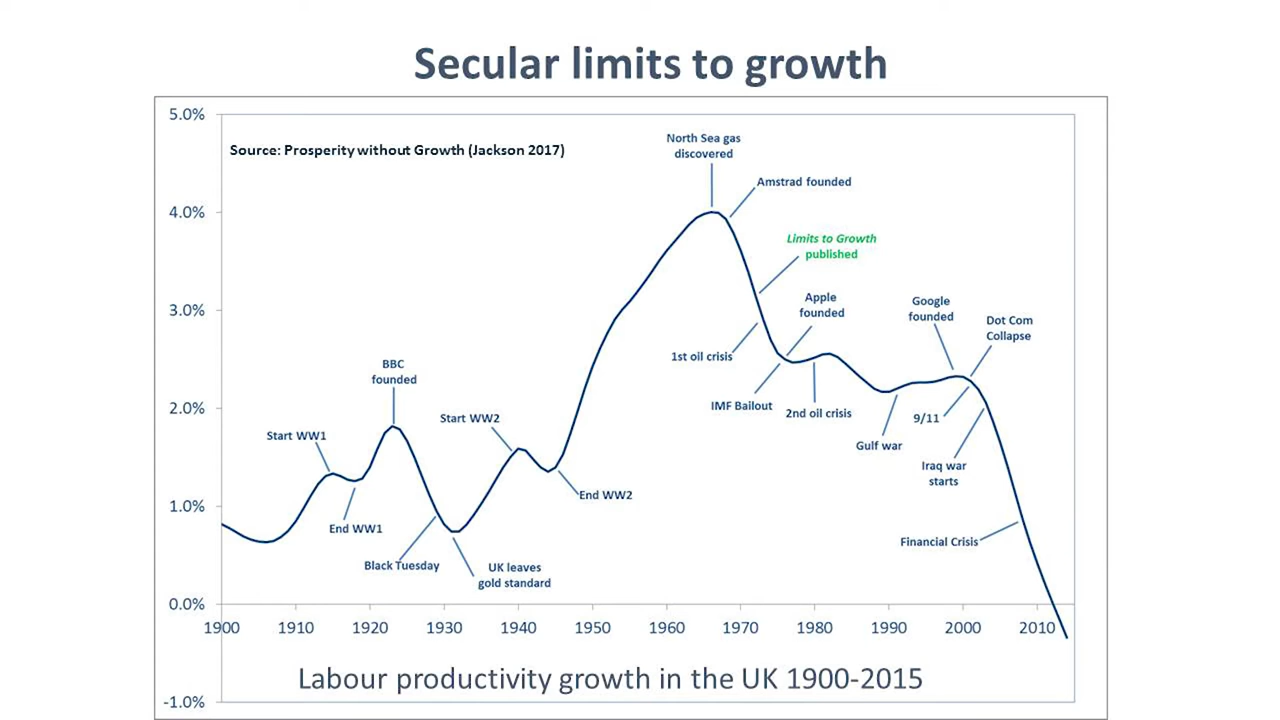 Secular limits to growth
5.0%
Source: Prosperity without Growth (Jackson 2017)
North Sea gas
discovered
Amstrad founded
4.0%
Limits to Growth
published
3.0%
Apple
founded
Google
founded
Dot Com
Collapse
1st oil crisis
BBC
founded
IMF Bailout
2nd oil crisis
2.0%
Start WW2
9/11
Start WW1
Gulf war
Iraq war
starts
End WW2
1.0%
End WW1
Financial Crisis
Black Tuesday
UK leaves
gold standard
0.0%
1900 1910 1920 1930 1940 1950 1960 1970 1980 1990 2000 2010
Labour productivity growth in the UK 1900-2015
-1.0%